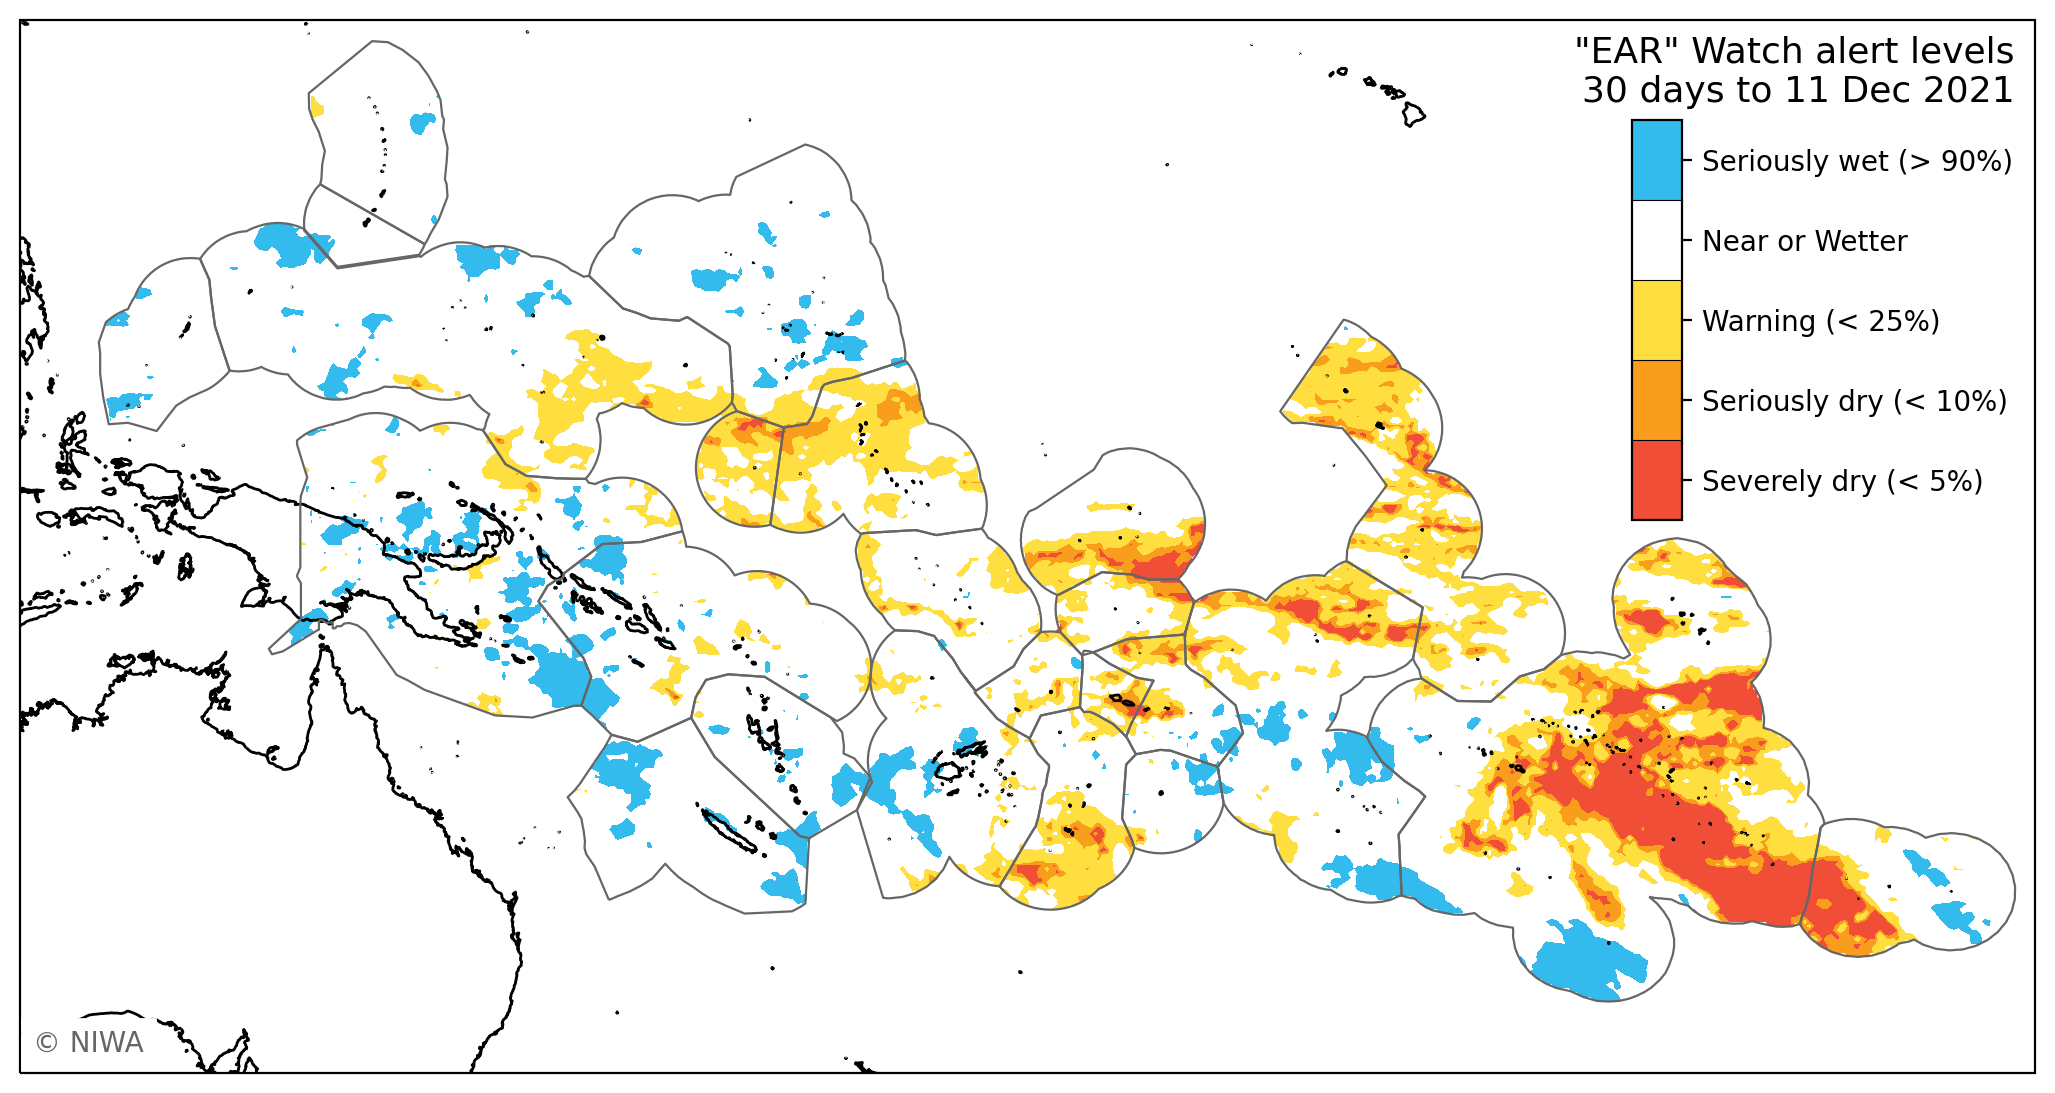 "EAR" Watch alert levels
30 days to 11 Dec 2021
Seriously wet (> 90%)
Near or Wetter
Warning (< 25%)
Seriously dry (< 10%)
Severely dry (< 5%)
© NIWA